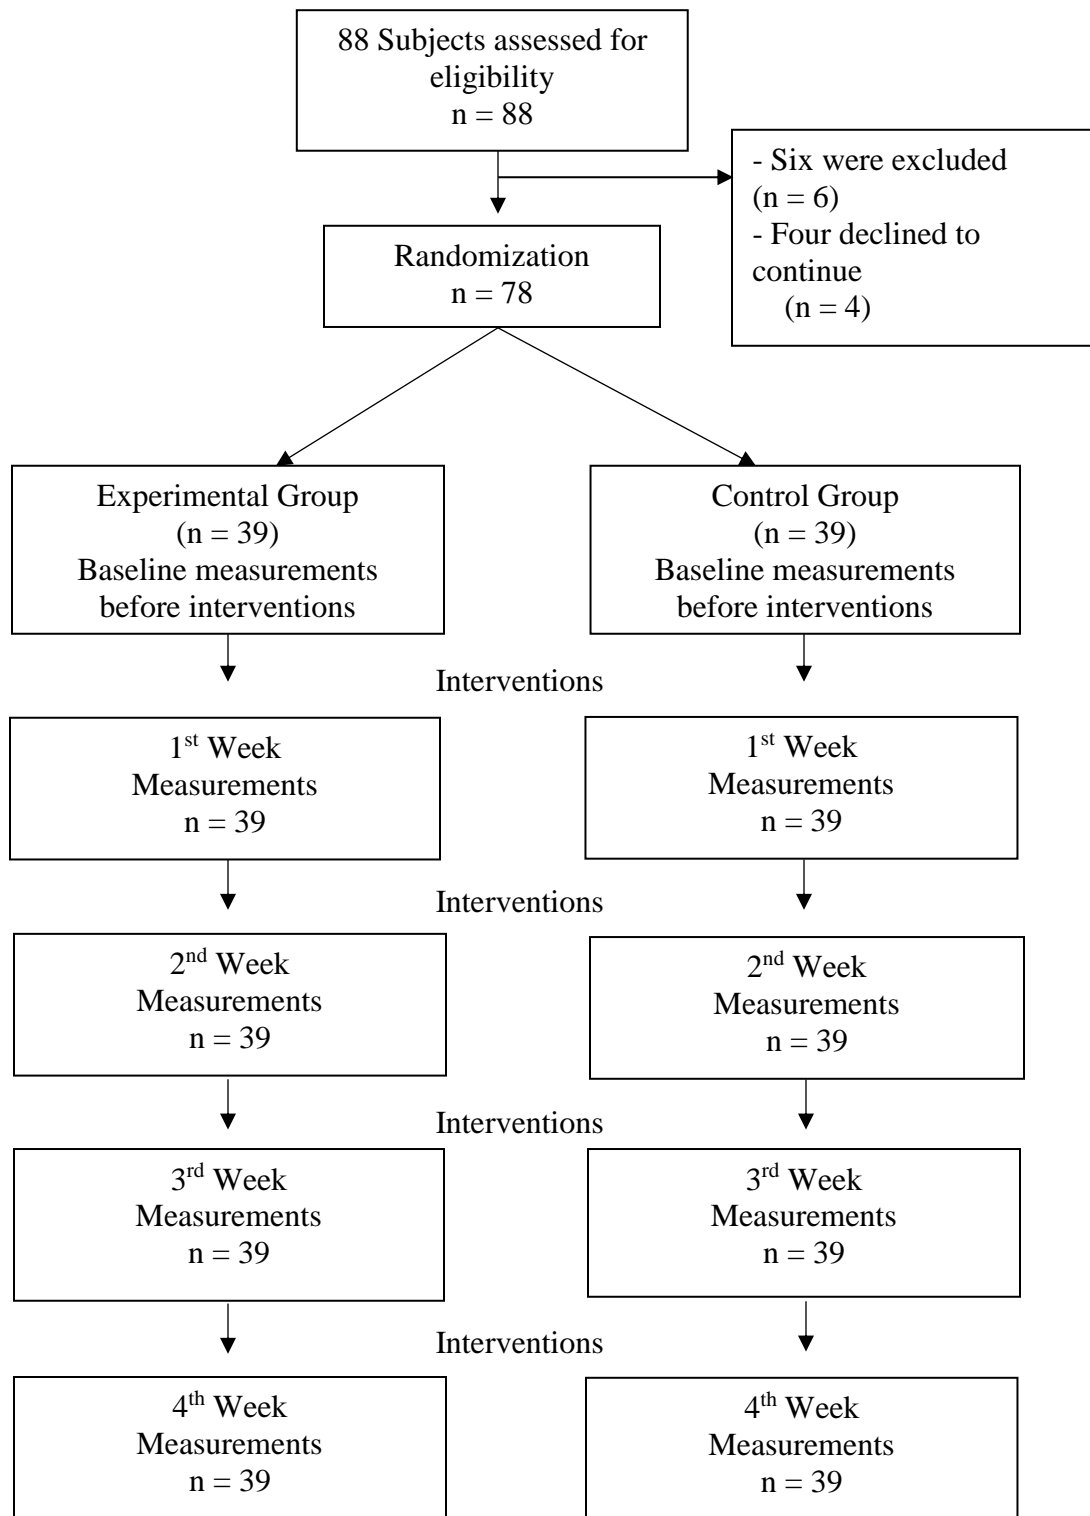 88 Subjects assessed for
eligibility
n = 88
- Six were excluded
(n = 6)
- Four declined to
continue
(n = 4)
Randomization
n = 78
Experimental Group
(n = 39)
Baseline measurements
before interventions
Control Group
(n = 39)
Baseline measurements
before interventions
Interventions
1st Week
Measurements
n = 39
1st Week
Measurements
n = 39
Interventions
2nd Week
Measurements
n = 39
2nd Week
Measurements
n = 39
Interventions
3rd Week
Measurements
n = 39
3rd Week
Measurements
n = 39
Interventions
4th Week
Measurements
n = 39
4th Week
Measurements
n = 39